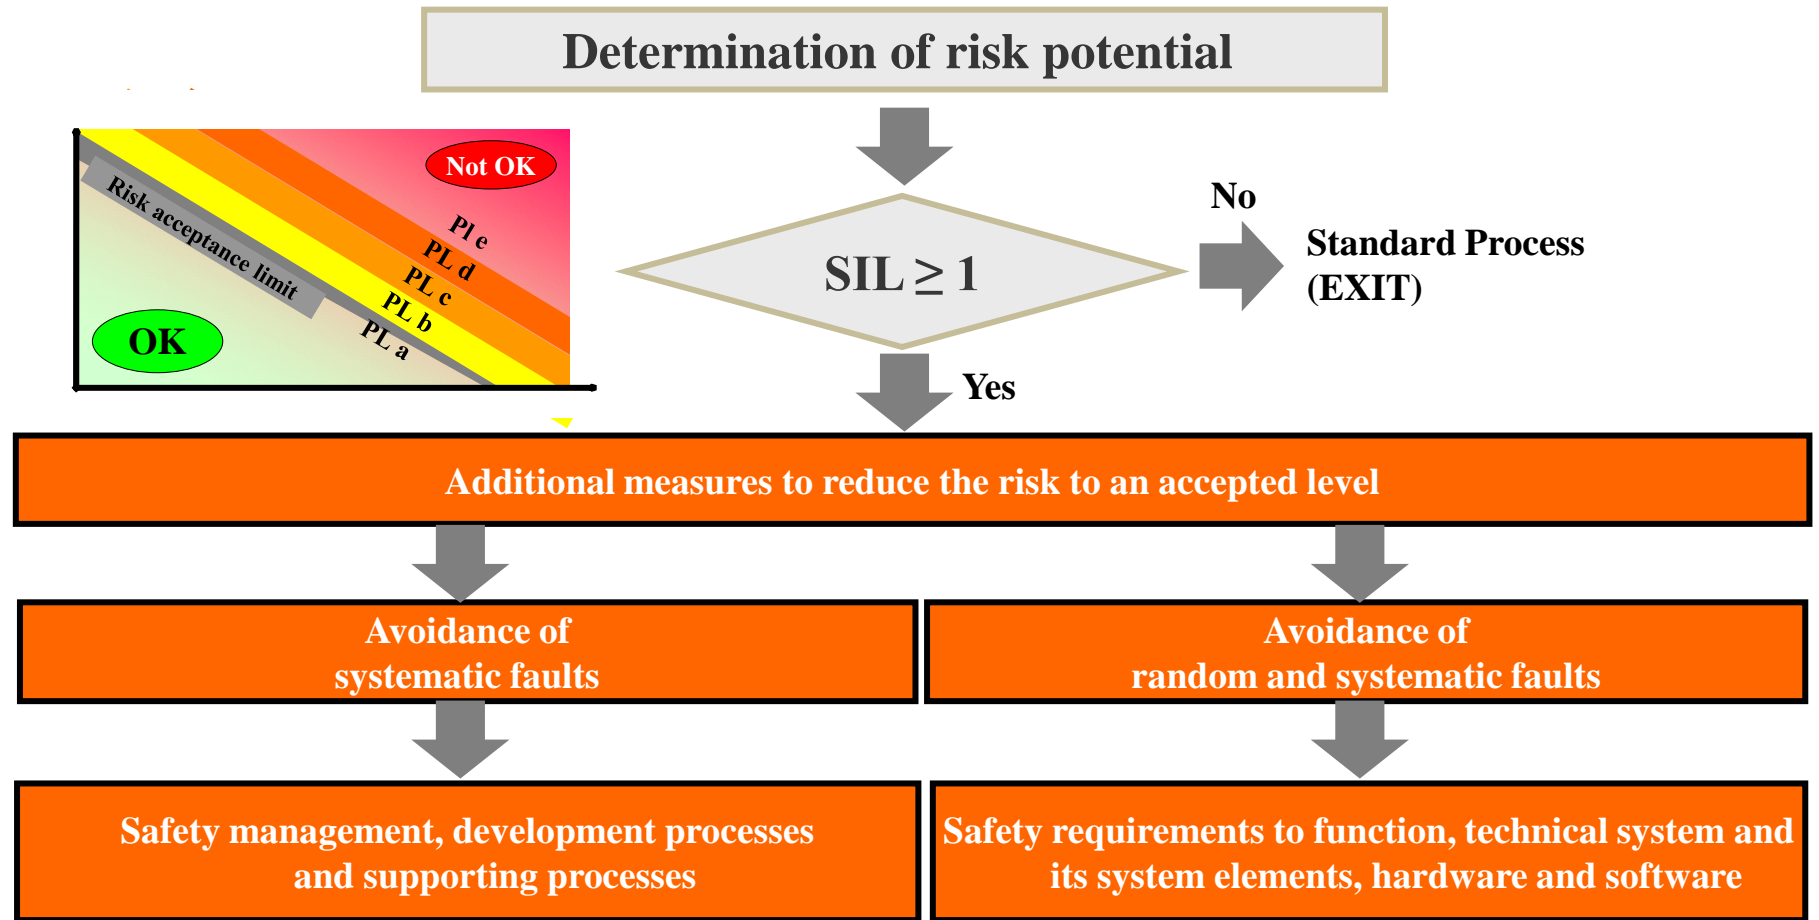 Determination of risk potential
Not OK
Risk acceptance limit
Pl e
PL d
PL c
PL b
PL a
OK
SIL ≥ 1
No
Standard Process
(EXIT)
Yes
Additional measures to reduce the risk to an accepted level
Avoidance of
systematic faults
Avoidance of
random and systematic faults
Safety management, development processes
and supporting processes
Safety requirements to function, technical system and
its system elements, hardware and software